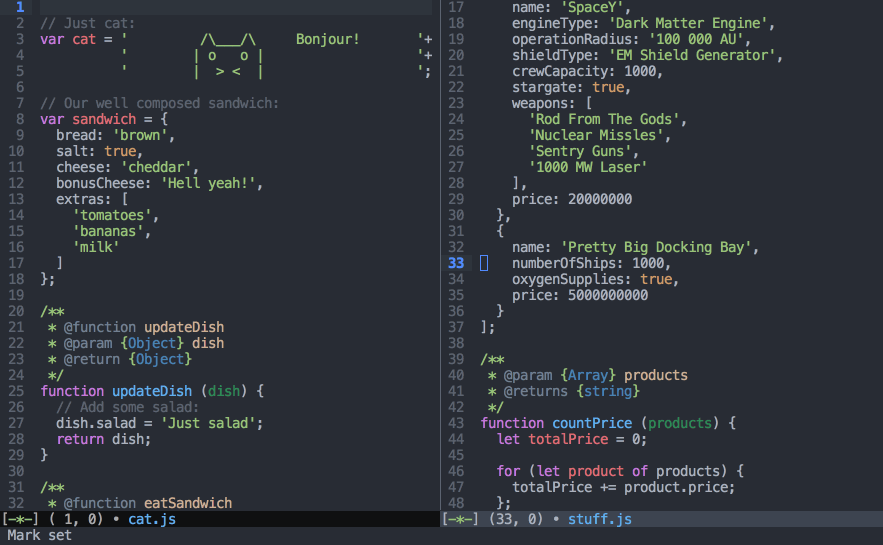 1
2 // Just cat:
3 var cat = '         /\___/\     Bonjour!       '+
4           '        | o   o |                   '+
5           '        |  > <  |                   ';
6
7 // Our well composed sandwich:
8 var sandwich = {
9   bread: 'brown',
10   salt: true,
11   cheese: 'cheddar',
12   bonusCheese: 'Hell yeah!',
13   extras: [
14     'tomatoes',
15     'bananas',
16     'milk'
17   ]
18 };
19
20 /**
21  * @function updateDish
22  * @param {Object} dish
23  * @return {Object}
24  */
25 function updateDish (dish) {
26   // Add some salad:
27   dish.salad = 'Just salad';
28   return dish;
29 }
30
31 /**
32  * @function eatSandwich
[-*-] ( 1, 0) • cat.js
17     name: 'SpaceY',
18     engineType: 'Dark Matter Engine',
19     operationRadius: '100 000 AU',
20     shieldType: 'EM Shield Generator',
21     crewCapacity: 1000,
22     stargate: true,
23     weapons: [
24       'Rod From The Gods',
25       'Nuclear Missles',
26       'Sentry Guns',
27       '1000 MW Laser'
28     ],
29     price: 20000000
30   },
31   {
32     name: 'Pretty Big Docking Bay',
33     numberOfShips: 1000,
34     oxygenSupplies: true,
35     price: 5000000000
36   }
37 ];
38
39 /**
40  * @param {Array} products
41  * @returns {string}
42  */
43 function countPrice (products) {
44   let totalPrice = 0;
45
46   for (let product of products) {
47     totalPrice += product.price;
48   };
[-*-] (33, 0) • stuff.js
Mark set